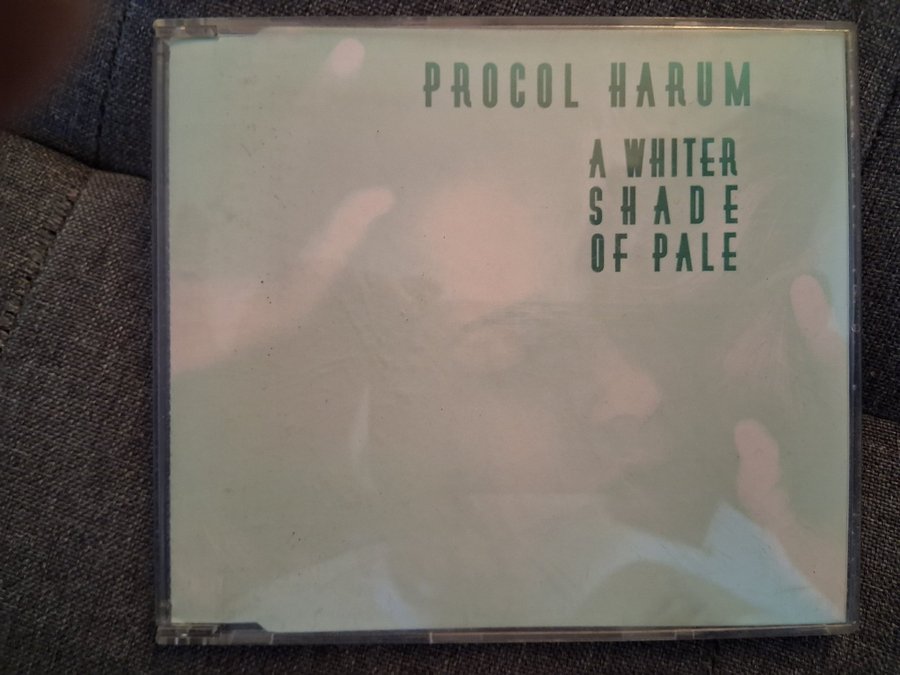 PROCOL HARUM
A WHITER
SHADE
OF PALE